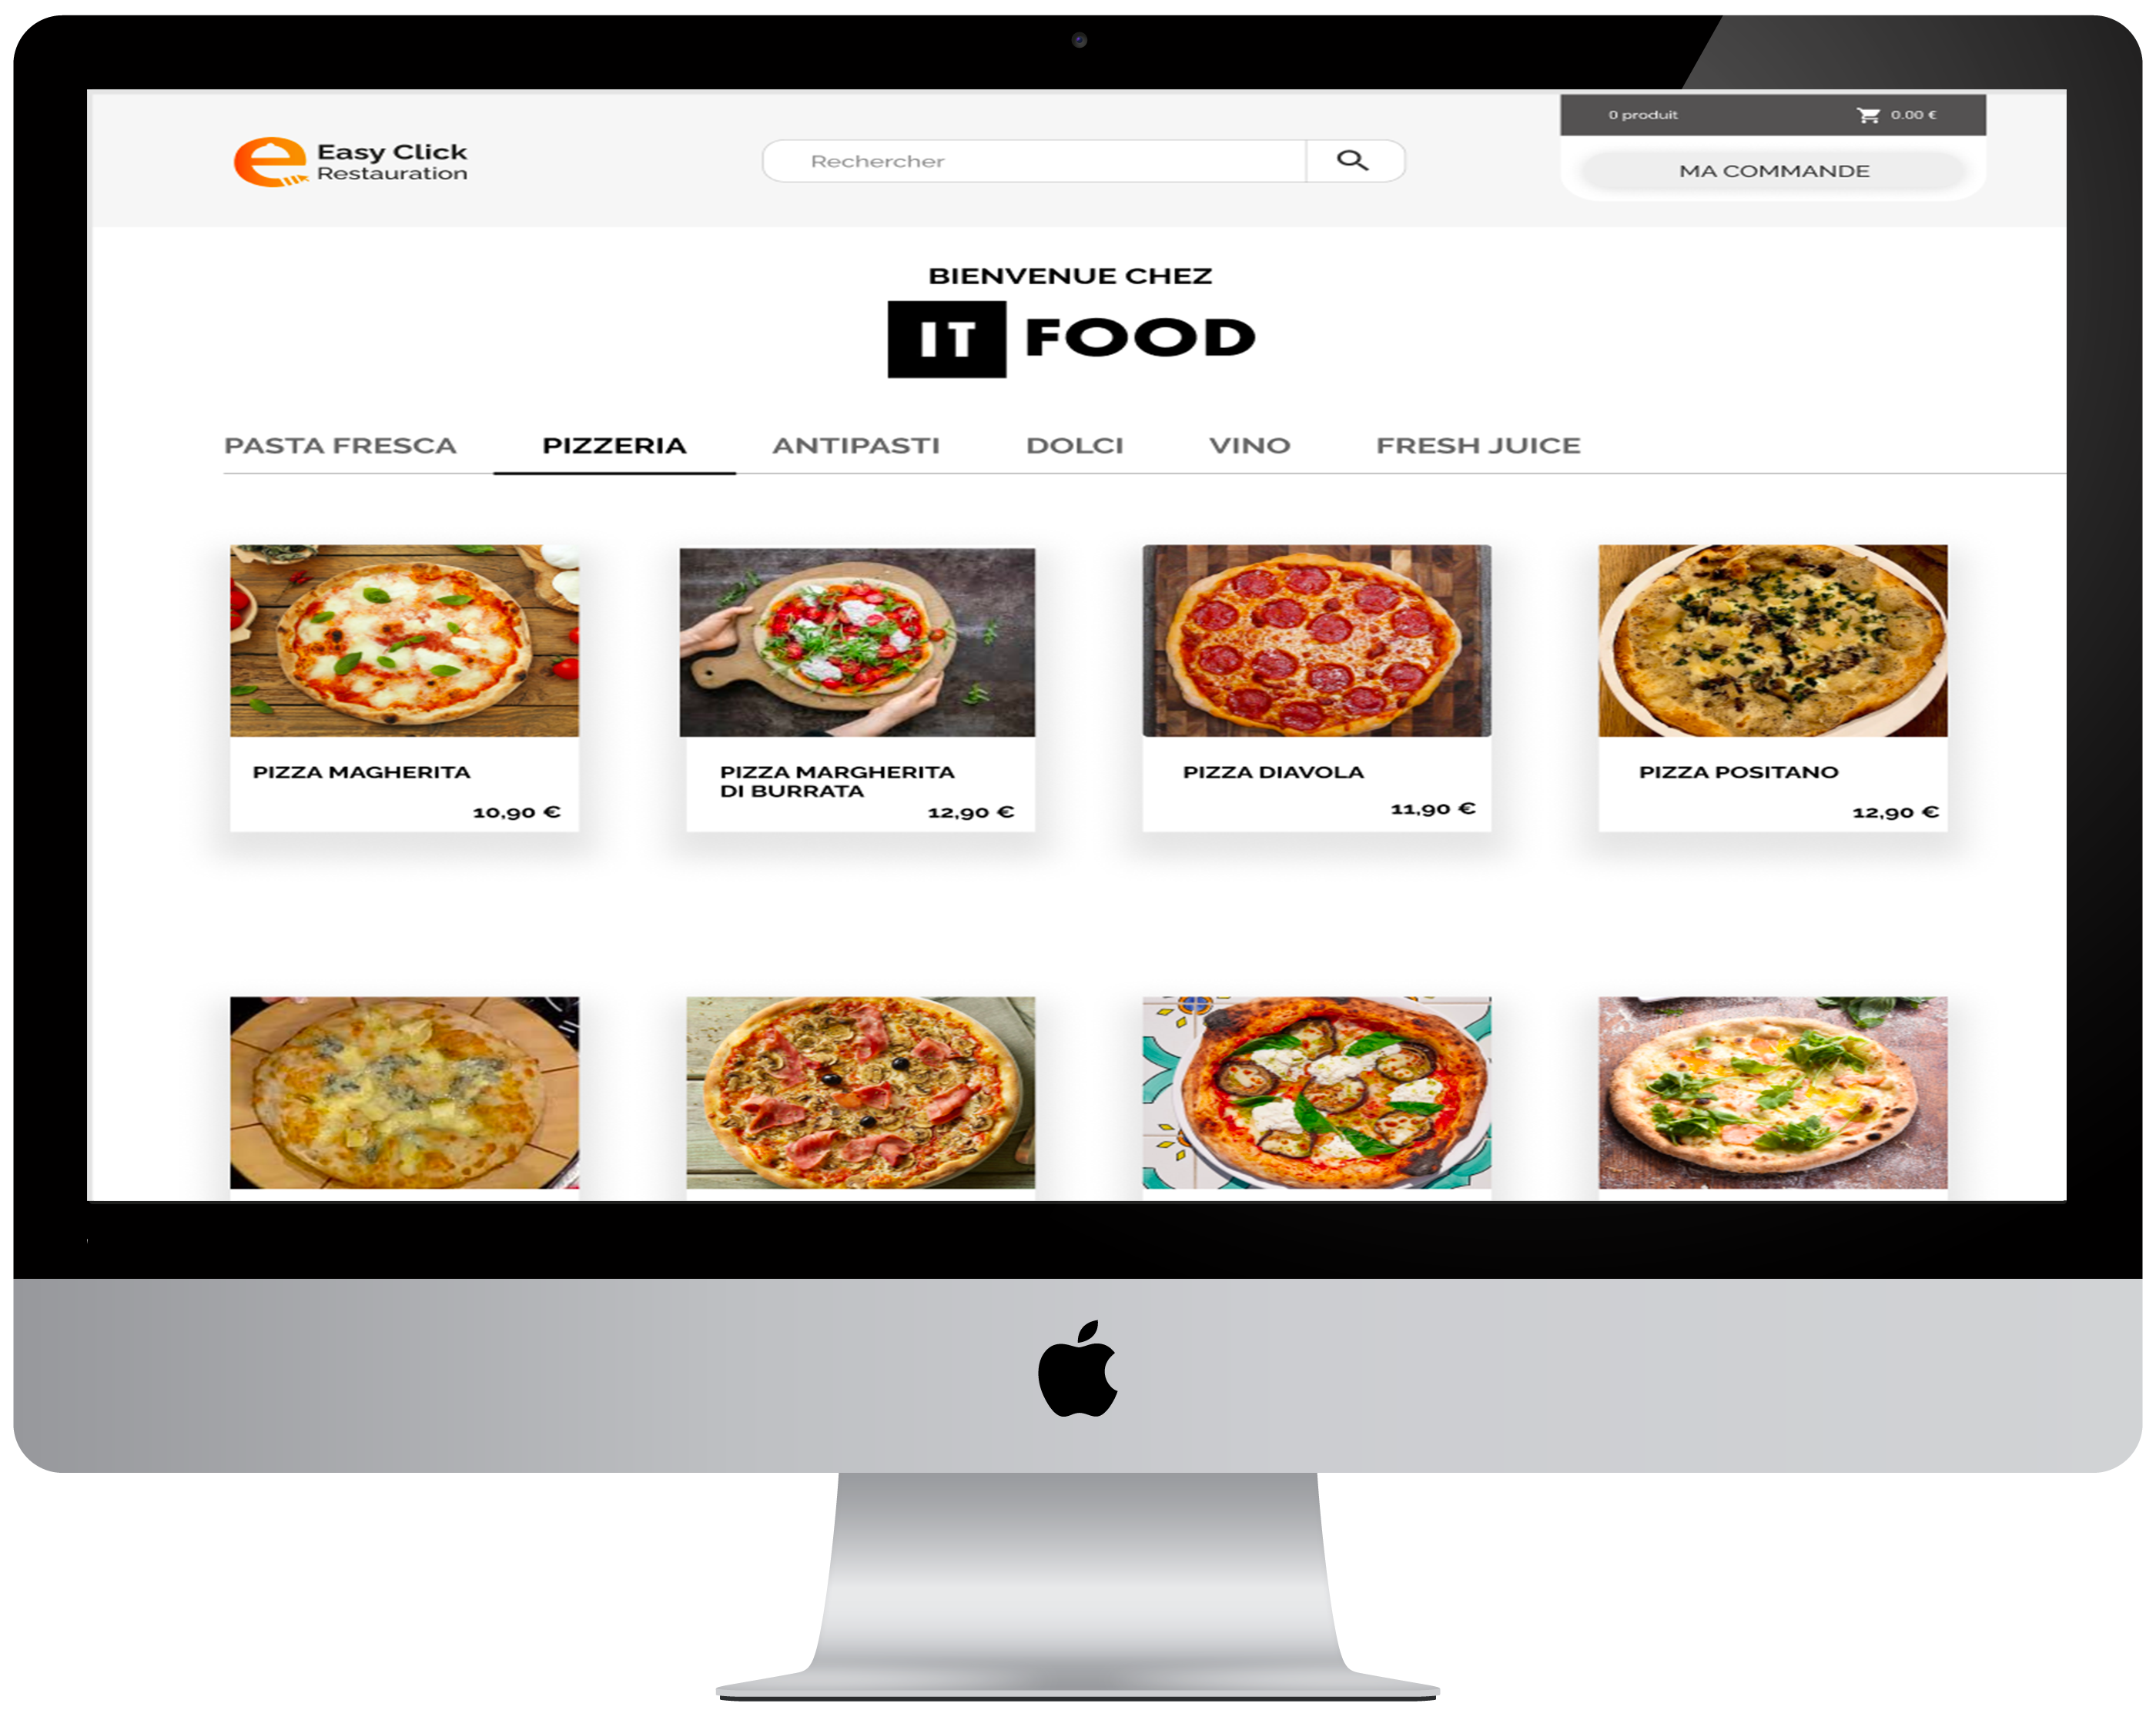 0 produit
0.00 €
Easy Click
Restauration
Rechercher
MA COMMANDE
BIENVENUE CHEZ
IT FOOD
PASTA FRESCA PIZZERIA ANTIPASTI DOLCI VINO FRESH JUICE
PIZZA MAGHERITA
10,90 €
PIZZA MARGHERITA
DI BURRATA
12,90 €
PIZZA DIAVOLA
11,90 €
PIZZA POSITANO
12,90 €